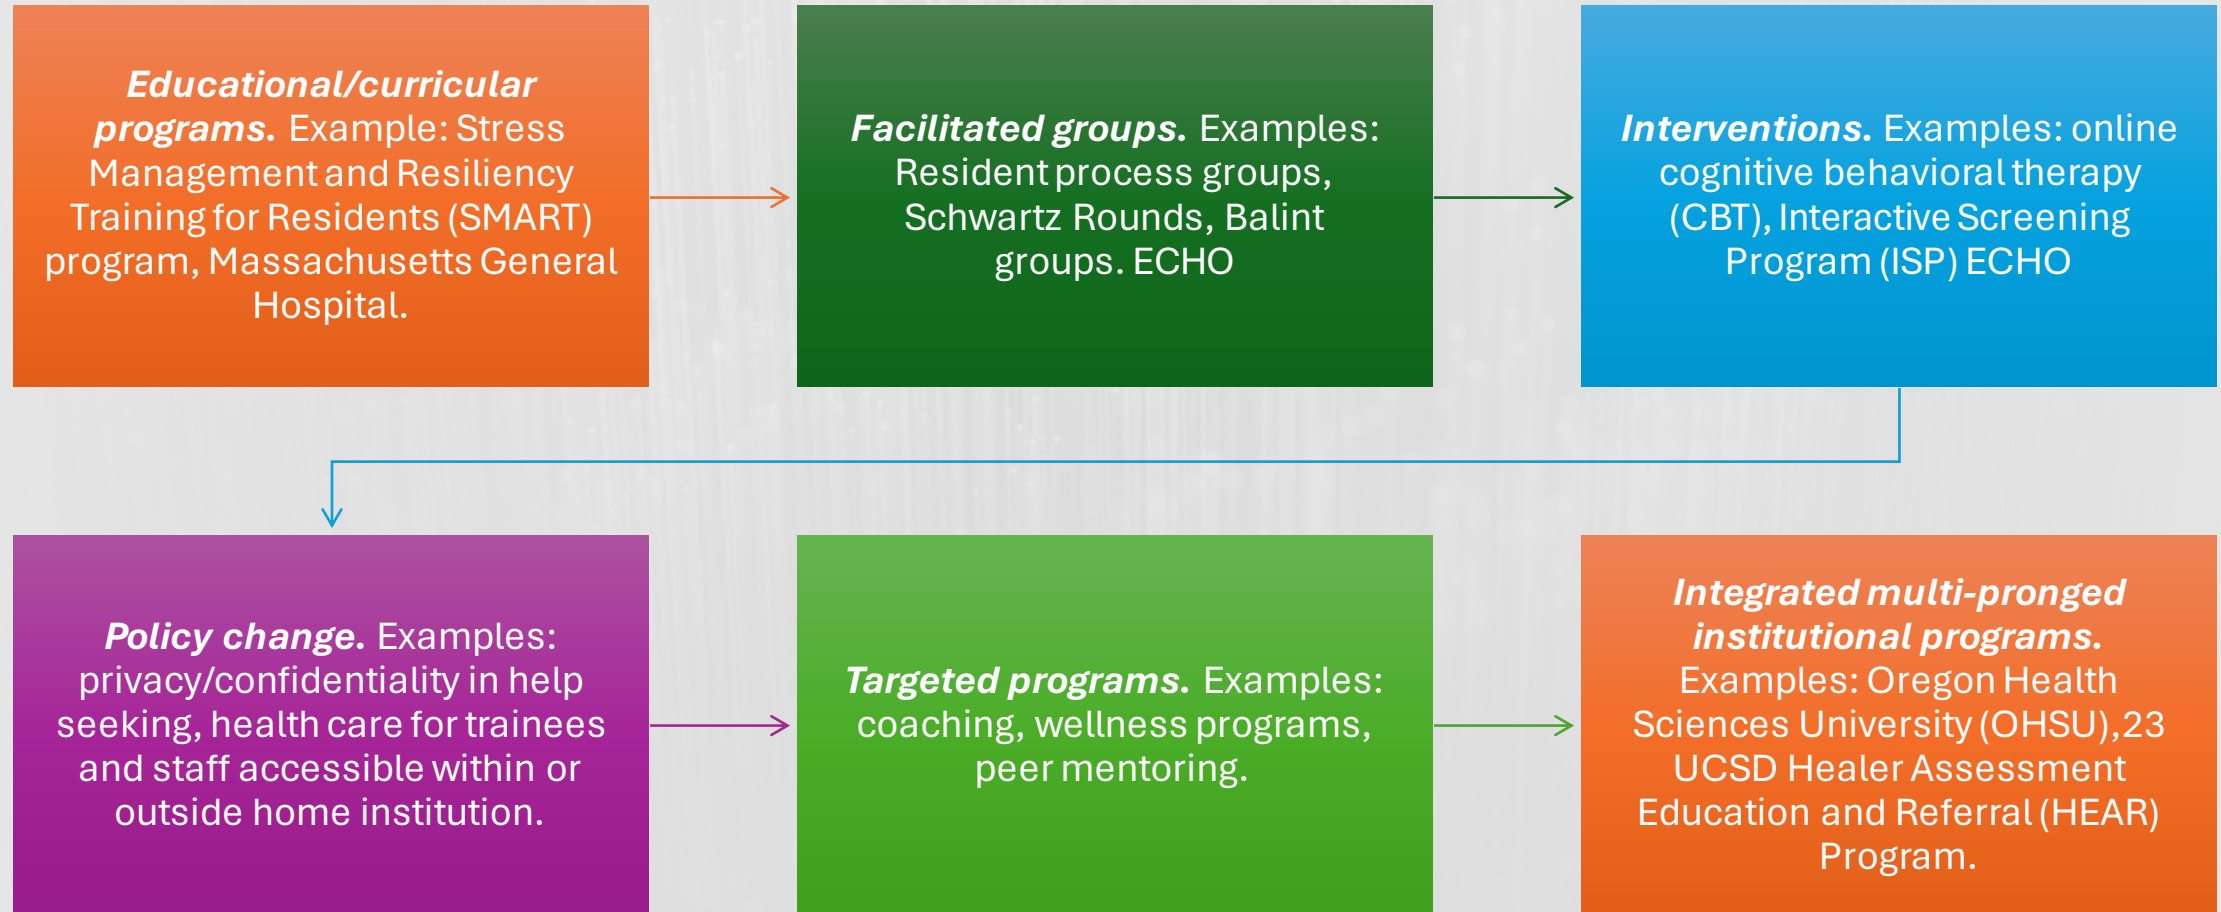 Educational/curricular
programs. Example: Stress
Management and Resiliency
Training for Residents (SMART)
program, Massachusetts General
Hospital.
Facilitated groups. Examples:
Resident process groups,
Schwartz Rounds, Balint
groups. ECHO
Interventions. Examples: online
cognitive behavioral therapy
(CBT), Interactive Screening
Program (ISP) ECHO
Policy change. Examples:
privacy/confidentiality in help
seeking, health care for trainees
and staff accessible within or
outside home institution.
Targeted programs. Examples:
coaching, wellness programs,
peer mentoring.
Integrated multi-pronged
institutional programs.
Examples: Oregon Health
Sciences University (OHSU),23
UCSD Healer Assessment
Education and Referral (HEAR)
Program.